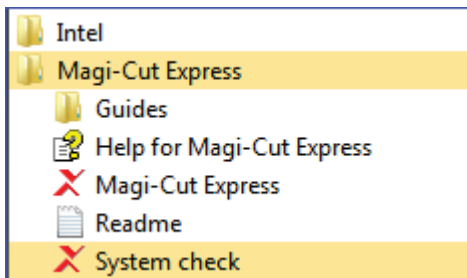 Intel
Magi-Cut Express
Guides
Help for Magi-Cut Express
Magi-Cut Express
Readme
System check